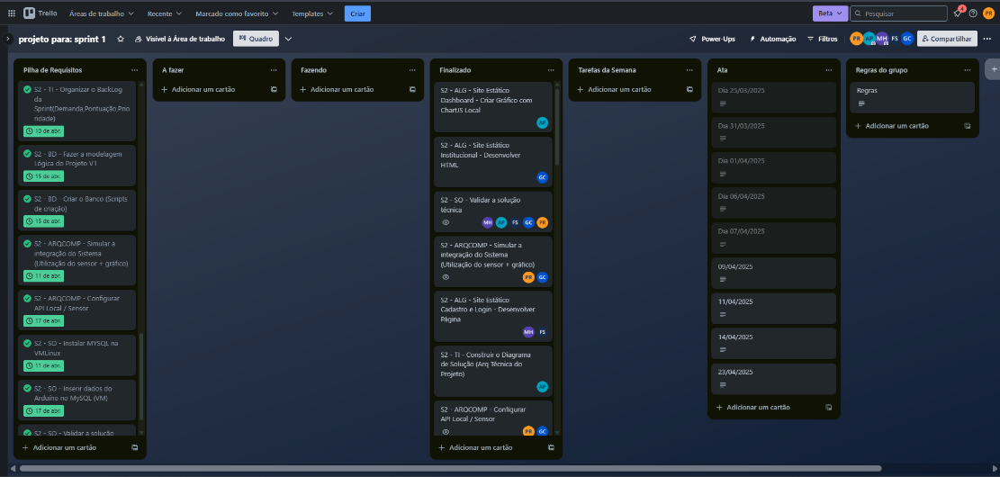 Trello
Áreas de trabalho
Recente
Marcado como favorito
Templates
Criar
Beta
Pesquisar
4
PR
projeto para: sprint 1
Visível à Área de trabalho
Quadro
Power-Ups
Automação
Filtros
PR
AP
MH
FS
GC
Compartilhar
Pilha de Requisitos
S2 - TI - Organizar o BackLog
da
Sprint(Demanda,Pontuação,Prio
ridade)
10 de abr.
S2 - BD - Fazer a modelagem
Lógica do Projeto V1
15 de abr.
S2 - BD - Criar o Banco (Scripts
de criação)
15 de abr.
S2 - ARQCOMP - Simular a
integração do Sistema
(Utilização do sensor + gráfico)
11 de abr.
S2 - ARQCOMP - Configurar
API Local / Sensor
17 de abr.
S2 - SO - Instalar MYSQL na
VMLinux
11 de abr.
S2 - SO - Inserir dados do
Arduíno no MySQL (VM)
17 de abr.
S2 - SO - Validar a solução
Adicionar um cartão
A fazer
Adicionar um cartão
Fazendo
Adicionar um cartão
Finalizado
S2 - ALG - Site Estático
Dashboard - Criar Gráfico com
ChartJS Local
AP
S2 - ALG - Site Estático
Institucional - Desenvolver
HTML
GC
S2 - SO - Validar a solução
técnica
MH
AP
FS
GC
PR
S2 - ARQCOMP - Simular a
integração do Sistema
(Utilização do sensor + gráfico)
PR
GC
S2 - ALG - Site Estático
Cadastro e Login - Desenvolver
Página
MH
FS
S2 - TI - Construir o Diagrama
de Solução (Arq Técnica do
Projeto)
AP
S2 - ARQCOMP - Configurar
API Local / Sensor
PR
GC
Adicionar um cartão
Tarefas da Semana
Adicionar um cartão
Ata
Dia 25/03/2025
Dia 31/03/2025
Dia 01/04/2025
Dia 06/04/2025
Dia 07/04/2025
09/04/2025
11/04/2025
14/04/2025
23/04/2025
Adicionar um cartão
Regras do grupo
Regras
Adicionar um cartão